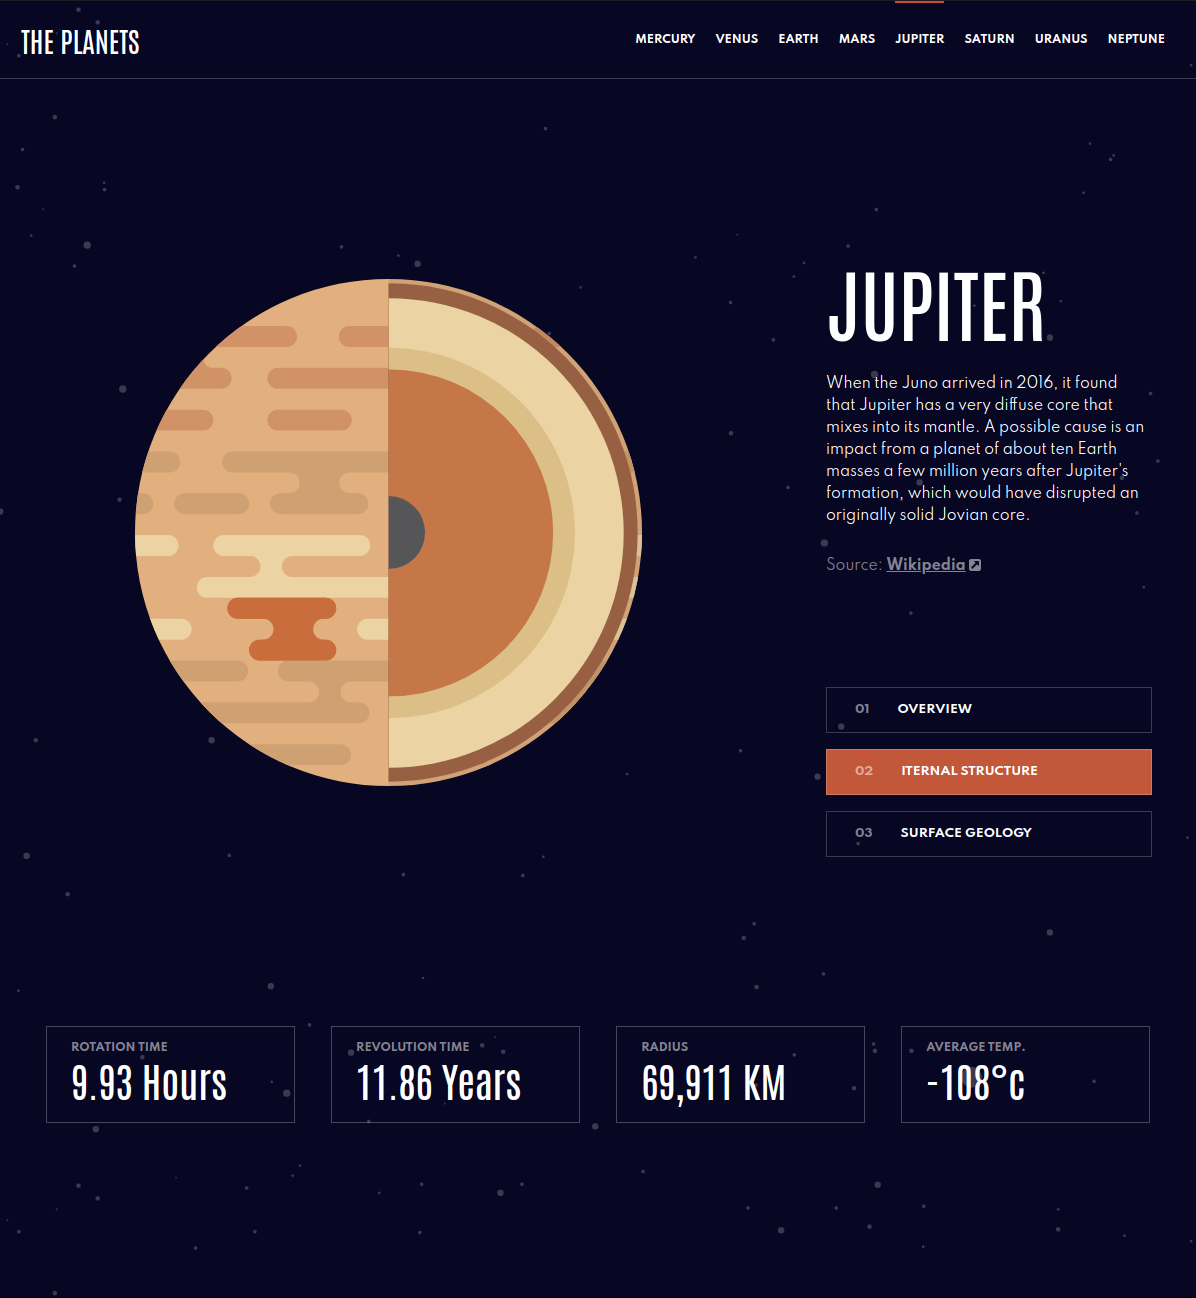 THE PLANETS
MERCURY VENUS EARTH MARS JUPITER SATURN URANUS NEPTUNE
JUPITER
When the Juno arrived in 2016, it found
that Jupiter has a very diffuse core that
mixes into its mantle. A possible cause is an
impact from a planet of about ten Earth
masses a few million years after Jupiter's
formation, which would have disrupted an
originally solid Jovian core.
Source: Wikipedia
01 OVERVIEW
02 ITERNAL STRUCTURE
03 SURFACE GEOLOGY
ROTATION TIME
9.93 Hours
REVOLUTION TIME
11.86 Years
RADIUS
69,911 KM
AVERAGE TEMP.
-108°c